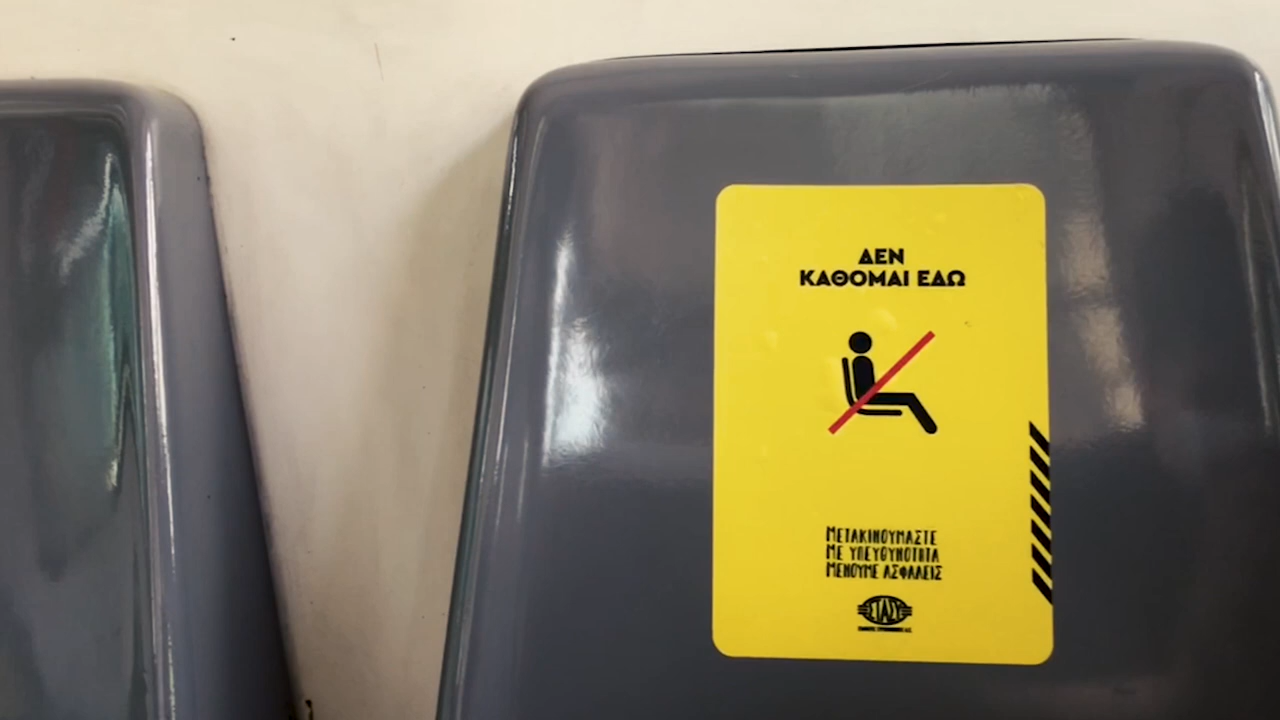 ΔΕΝ
ΚΑΘΟΜΑΙ ΕΔΩ
ΜΕΤΑΚΙΝΟΥΜΑΣΤΕ
ΜΕ ΥΠΕΥΘΥΝΟΤΗΤΑ
ΜΕΝΟΥΜΕ ΑΣΦΑΛΕΙΣ
ΣΤΑΣΥ